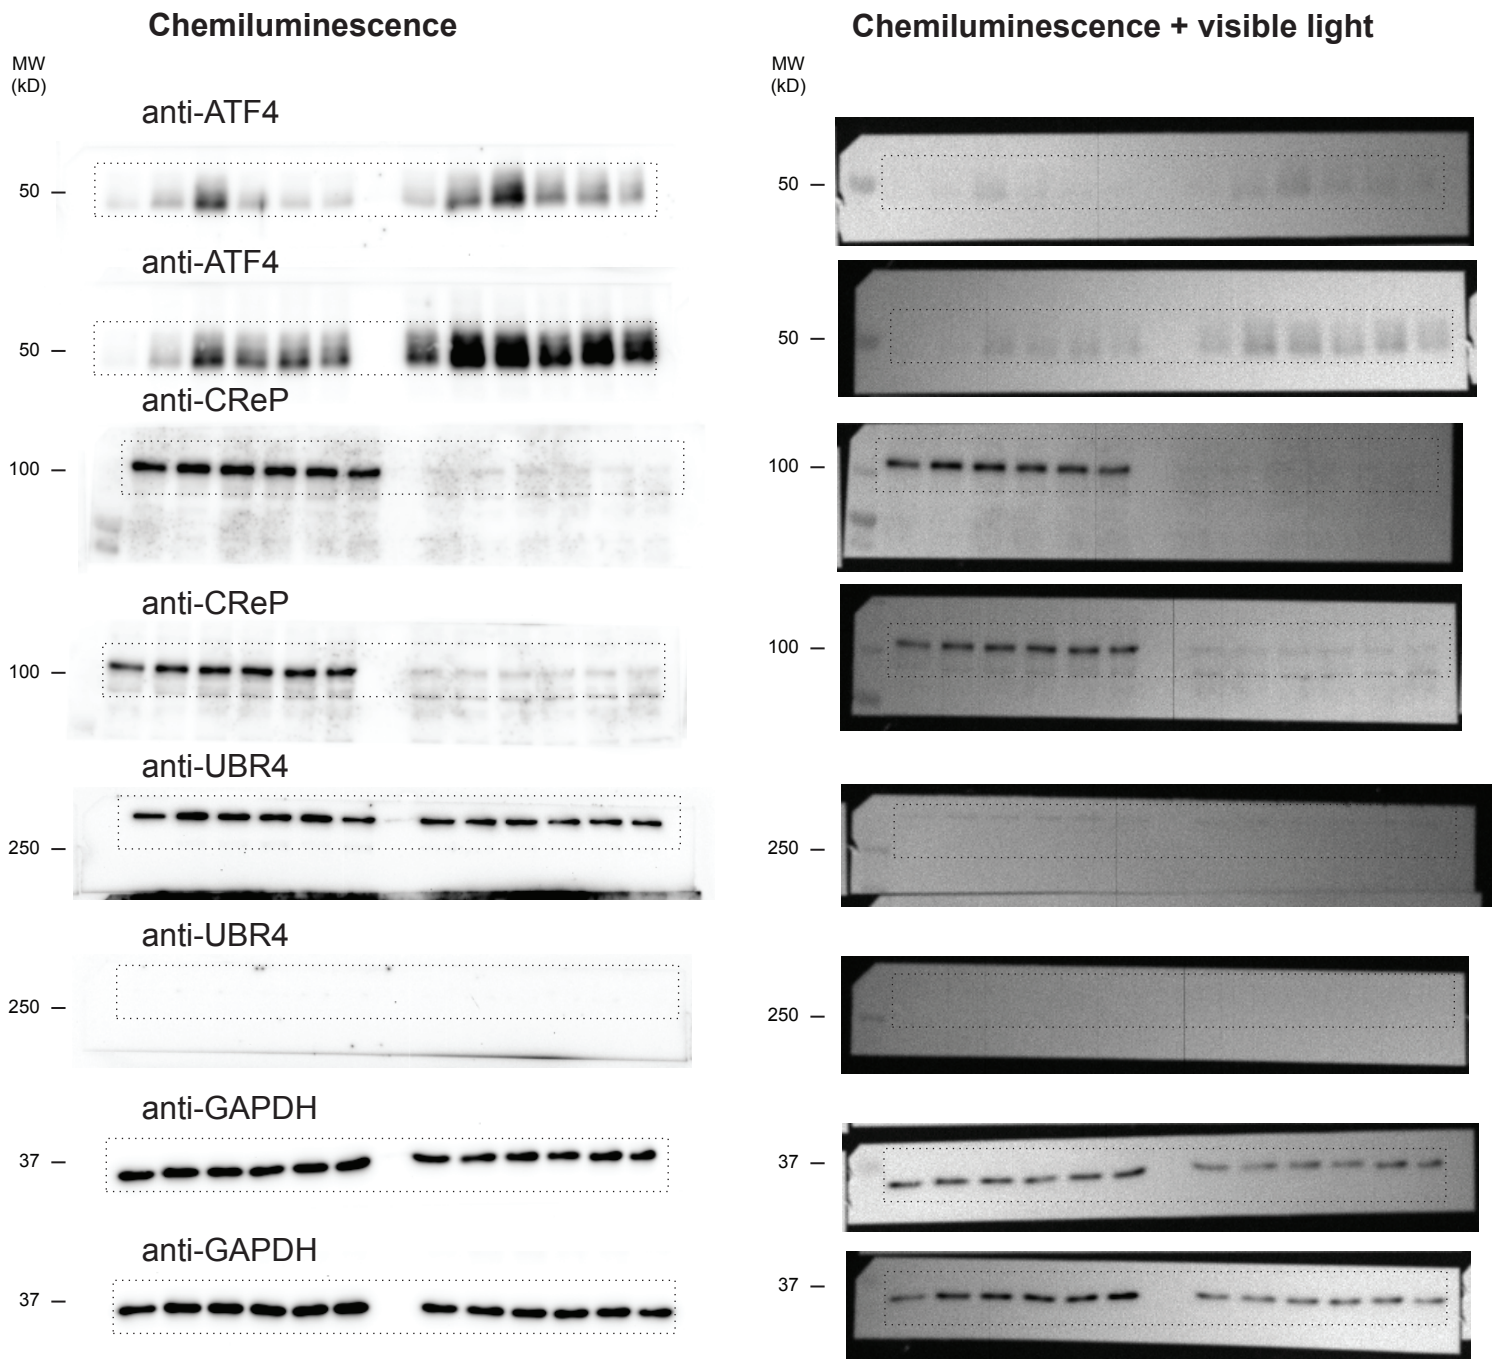 Chemiluminescence
Chemiluminescence + visible light
MW
(kD)
MW
(kD)
anti-ATF4
50 –
50 –
anti-ATF4
50 –
50 –
anti-CReP
100 –
100 –
anti-CReP
100 –
100 –
anti-UBR4
250 –
250 –
anti-UBR4
250 –
250 –
anti-GAPDH
37 –
37 –
anti-GAPDH
37 –
37 –